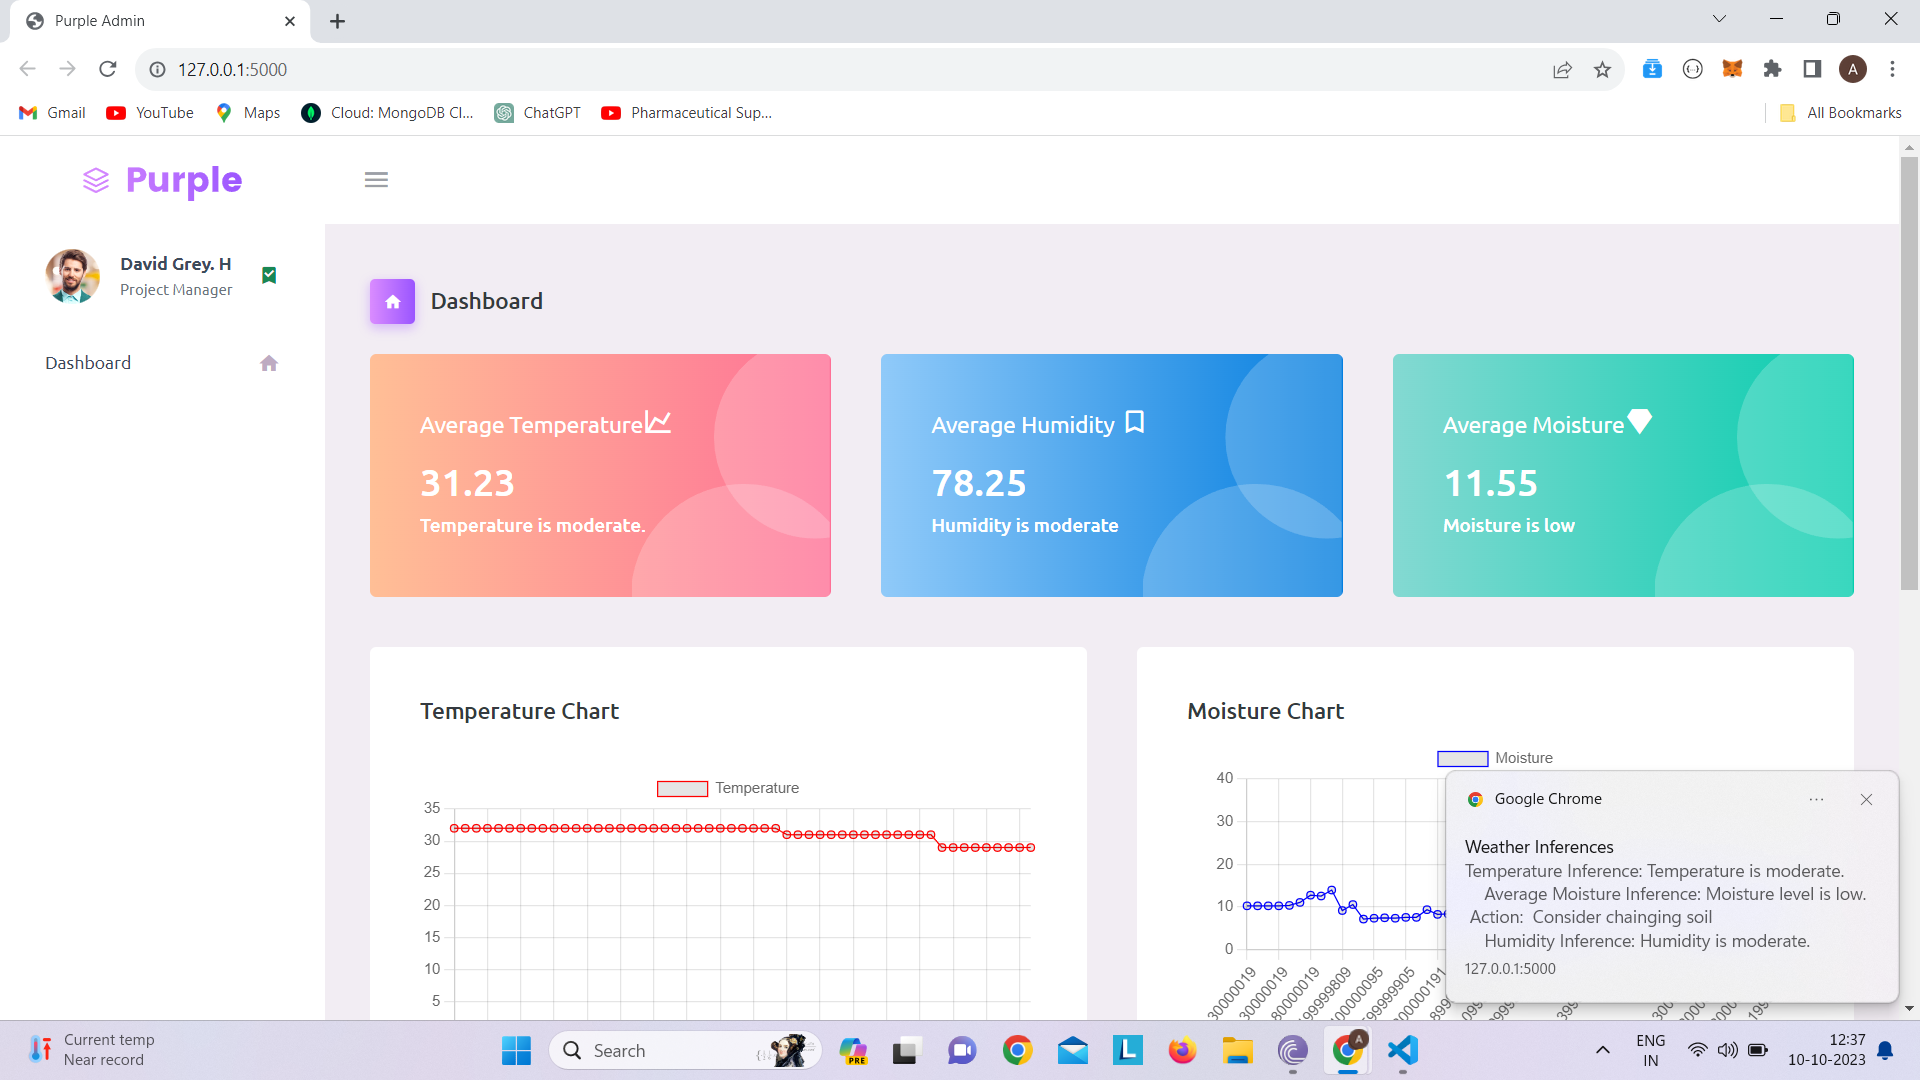 Purple Admin
127.0.0.1:5000
Gmail
YouTube
Maps
Cloud: MongoDB Cl...
ChatGPT
Pharmaceutical Sup...
All Bookmarks
A
Purple
David Grey. H
Project Manager
Dashboard
Dashboard
Average Temperature
31.23
Temperature is moderate.
Average Humidity
78.25
Humidity is moderate
Average Moisture
11.55
Moisture is low
Temperature Chart
Temperature
35
30
25
20
15
10
5
Moisture Chart
Moisture
40
30
20
10
0
Google Chrome
Weather Inferences
Temperature Inference: Temperature is moderate.
Average Moisture Inference: Moisture level is low.
Action: Consider chainging soil
Humidity Inference: Humidity is moderate.
127.0.0.1:5000
Current temp
Near record
Search
PRE
L
A
ENG
IN
12:37
10-10-2023